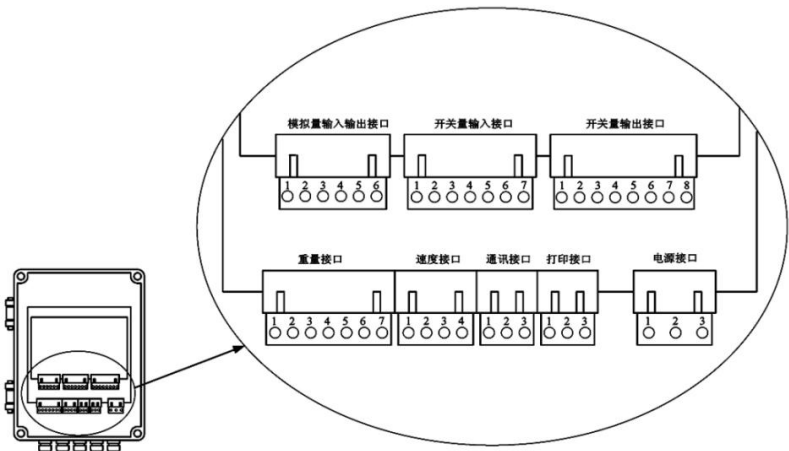 模拟量输入输出接口 开关量输入接口 开关量输出接口
1 2 3 4 5 6 1 2 3 4 5 6 7 1 2 3 4 5 6 7 8
重量接口 速度接口 通讯接口 打印接口 电源接口
1 2 3 4 5 6 7 1 2 3 4 1 2 3 1 2 3 1 2 3